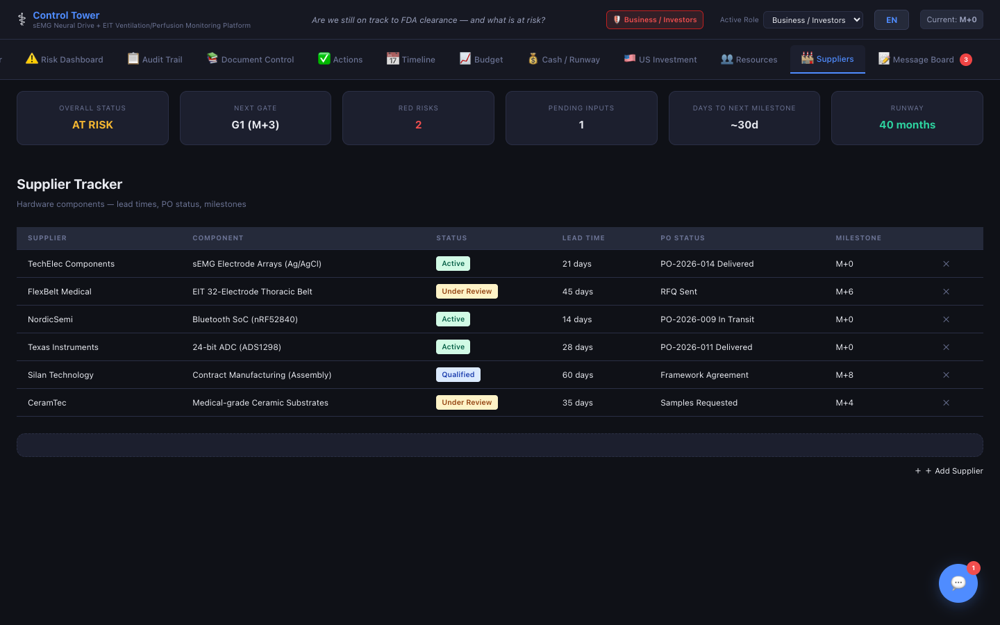 Control Tower
sEMG Neural Drive + EIT Ventilation/Perfusion Monitoring Platform
Are we still on track to FDA clearance — and what is at risk?
Business / Investors
Active Role
Business / Investors
EN
Current: M+0
r
Risk Dashboard
Audit Trail
Document Control
Actions
Timeline
Budget
Cash / Runway
US Investment
Resources
Suppliers
Message Board 3
OVERALL STATUS
AT RISK
NEXT GATE
G1 (M+3)
RED RISKS
2
PENDING INPUTS
1
DAYS TO NEXT MILESTONE
~30d
RUNWAY
40 months
Supplier Tracker
Hardware components — lead times, PO status, milestones
SUPPLIER COMPONENT STATUS LEAD TIME PO STATUS MILESTONE
TechElec Components sEMG Electrode Arrays (Ag/AgCl) Active 21 days PO-2026-014 Delivered M+0 ×
FlexBelt Medical EIT 32-Electrode Thoracic Belt Under Review 45 days RFQ Sent M+6 ×
NordicSemi Bluetooth SoC (nRF52840) Active 14 days PO-2026-009 In Transit M+0 ×
Texas Instruments 24-bit ADC (ADS1298) Active 28 days PO-2026-011 Delivered M+0 ×
Silan Technology Contract Manufacturing (Assembly) Qualified 60 days Framework Agreement M+8 ×
CeramTec Medical-grade Ceramic Substrates Under Review 35 days Samples Requested M+4 ×
+ + Add Supplier
1